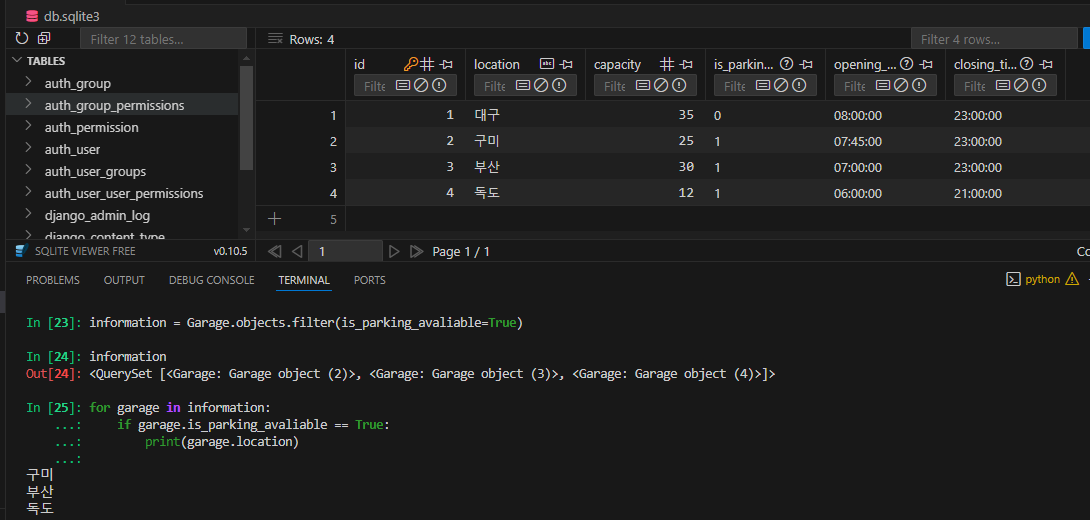 db.sqlite3
Filter 12 tables...
Rows: 4
Filter 4 rows...
TABLES
auth_group
auth_group_permissions
auth_permission
auth_user
auth_user_groups
auth_user_user_permissions
django_admin_log
django_content_type
SQLITE VIEWER FREE v0.10.5
id location capacity is_parkin... opening_... closing_ti...
Filte Filte Filte Filte Filte Filte
1 1 대구 35 0 08:00:00 23:00:00
2 2 구미 25 1 07:45:00 23:00:00
3 3 부산 30 1 07:00:00 23:00:00
4 4 독도 12 1 06:00:00 21:00:00
5
1 Page 1 / 1
Co
PROBLEMS OUTPUT DEBUG CONSOLE TERMINAL PORTS
python
In [23]: information = Garage.objects.filter(is_parking_avaliable=True)
In [24]: information
Out[24]: <QuerySet [<Garage: Garage object (2)>, <Garage: Garage object (3)>, <Garage: Garage object (4)>]>
In [25]: for garage in information:
...: if garage.is_parking_avaliable == True:
...: print(garage.location)
...:
구미
부산
독도